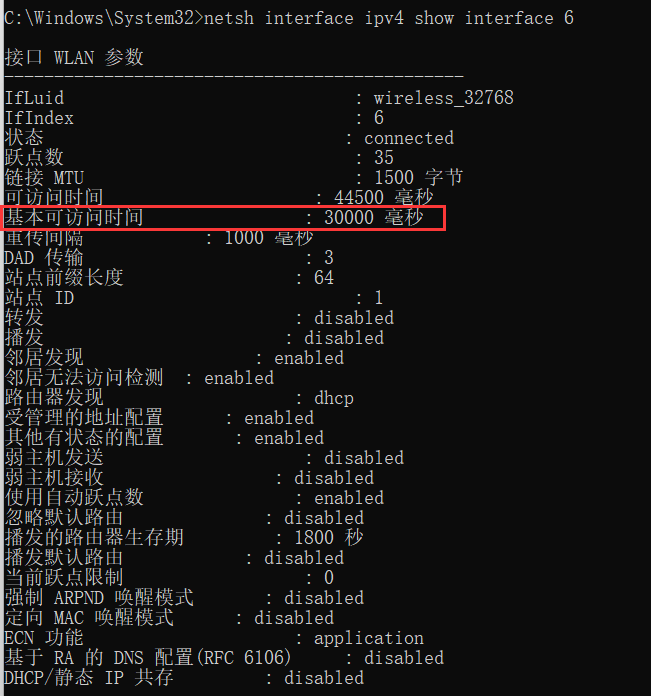 C:\Windows\System32>netsh interface ipv4 show interface 6
接口 WLAN 参数
----------------------------------------------
IfLuid : wireless_32768
IfIndex : 6
状态 : connected
跃点数 : 35
链接 MTU : 1500 字节
可访问时间 : 44500 毫秒
基本可访问时间 : 30000 毫秒
重传间隔 : 1000 毫秒
DAD 传输 : 3
站点前缀长度 : 64
站点 ID : 1
转发 : disabled
播发 : disabled
邻居发现 : enabled
邻居无法访问检测 : enabled
路由器发现 : dhcp
受管理的地址配置 : enabled
其他有状态的配置 : enabled
弱主机发送 : disabled
弱主机接收 : disabled
使用自动跃点数 : enabled
忽略默认路由 : disabled
播发的路由器生存期 : 1800 秒
播发默认路由 : disabled
当前跃点限制 : 0
强制 ARPND 唤醒模式 : disabled
定向 MAC 唤醒模式 : disabled
ECN 功能 : application
基于 RA 的 DNS 配置(RFC 6106) : disabled
DHCP/静态 IP 共存 : disabled